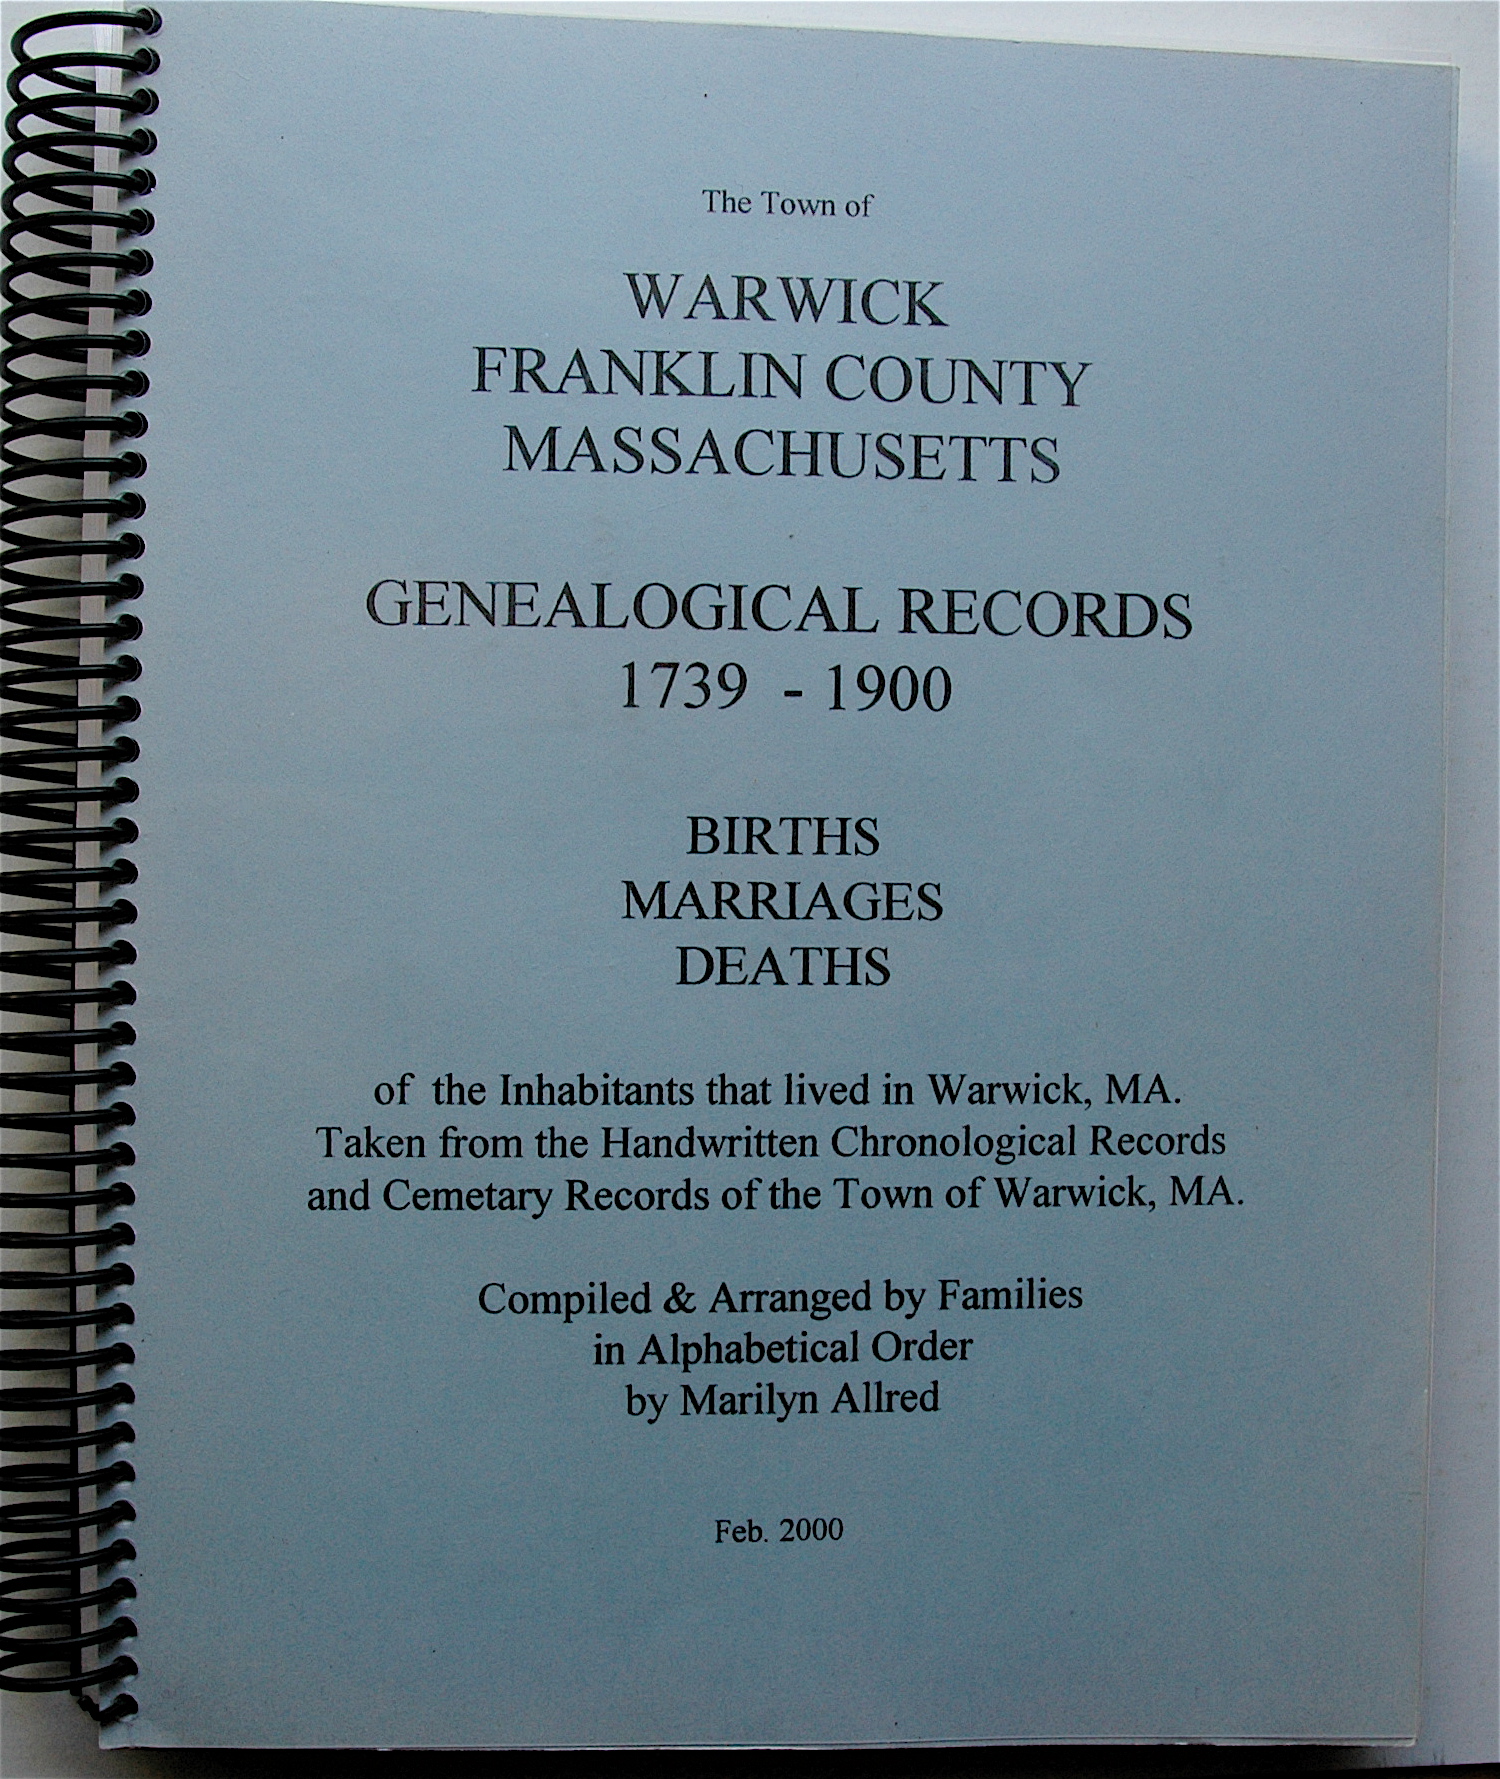 The Town of
WARWICK
FRANKLIN COUNTY
MASSACHUSETTS
GENEALOGICAL RECORDS
1739 - 1900
BIRTHS
MARRIAGES
DEATHS
of the Inhabitants that lived in Warwick, MA.
Taken from the Handwritten Chronological Records
and Cemetary Records of the Town of Warwick, MA.
Compiled & Arranged by Families
in Alphabetical Order
by Marilyn Allred
Feb. 2000